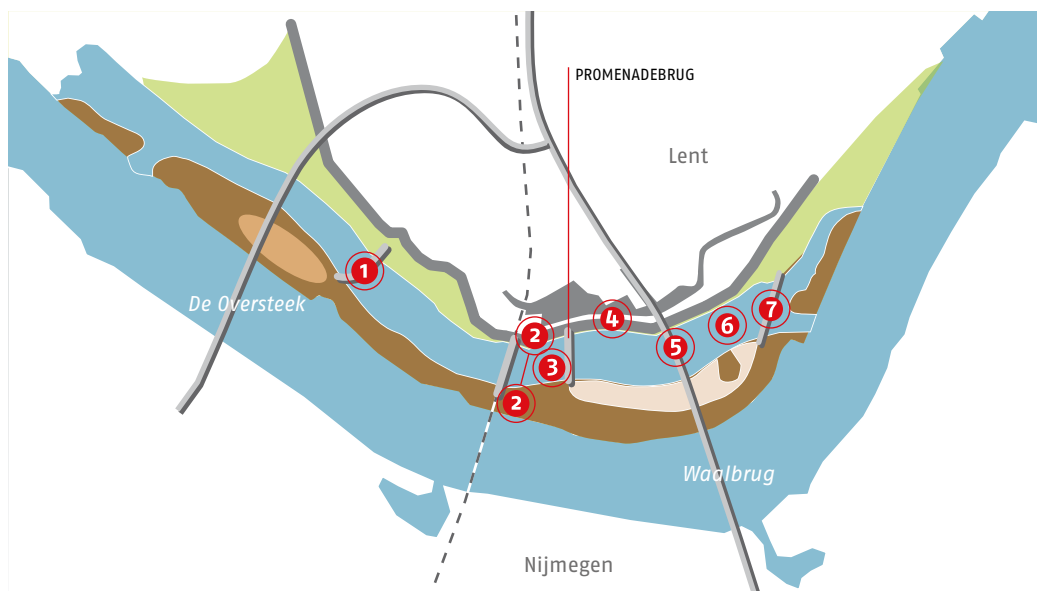 PROMENADEBRUG
Lent
1
De Oversteek
2
4
7
6
5
3
2
Waalbrug
Nijmegen